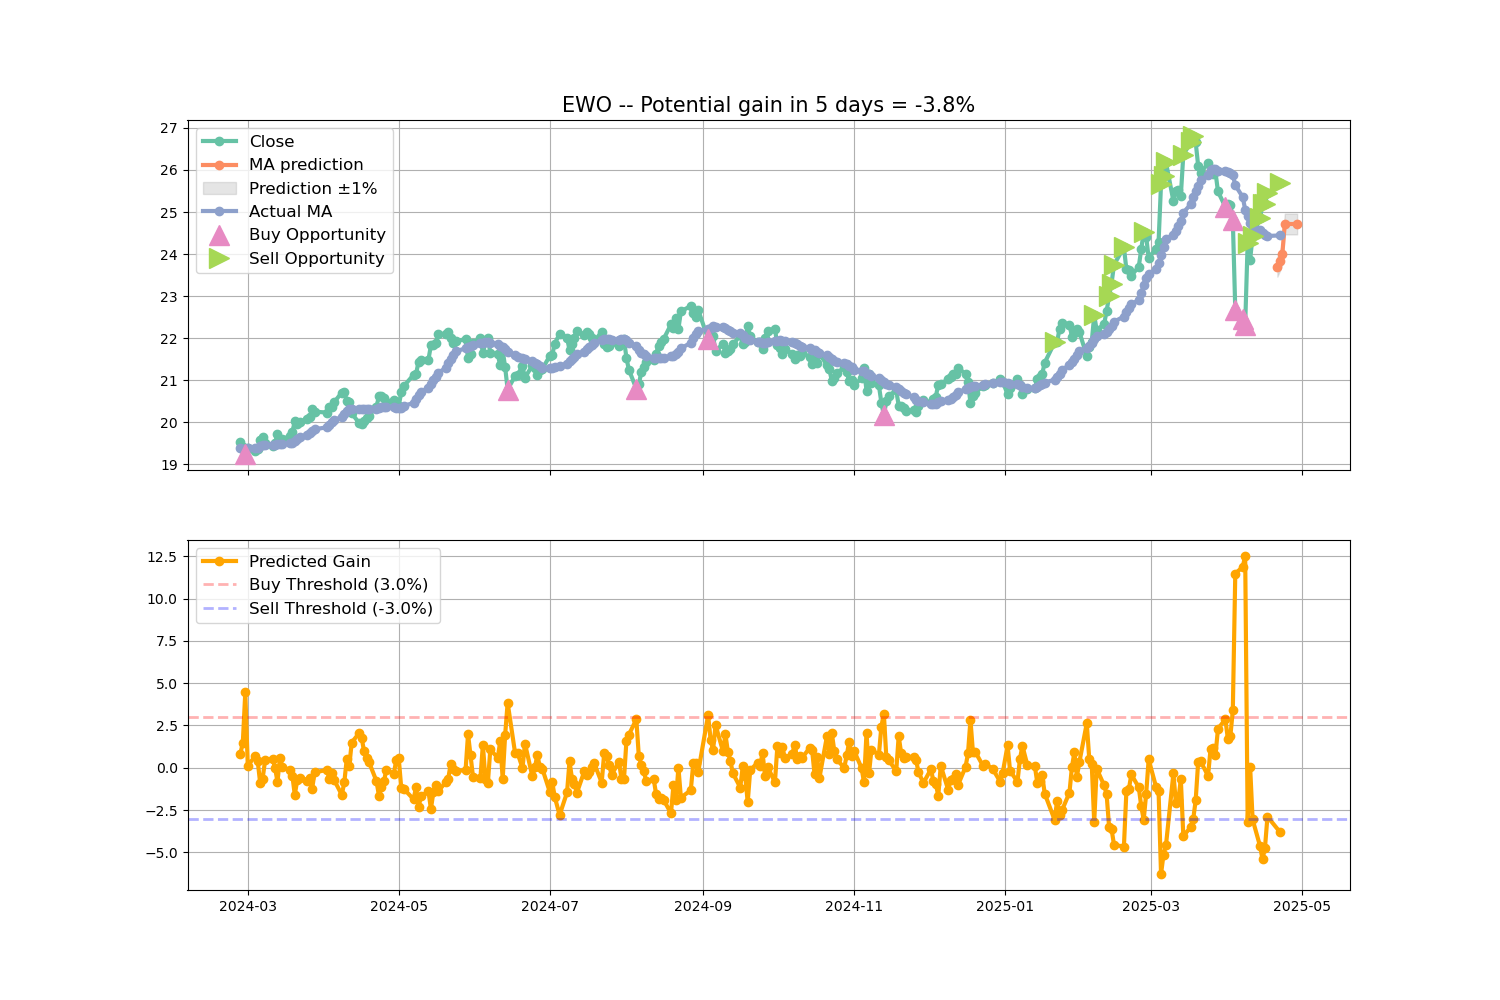 EWO -- Potential gain in 5 days = -3.8%
27
26
25
24
23
22
21
20
19
Close
MA prediction
Prediction ±1%
Actual MA
Buy Opportunity
Sell Opportunity
12.5
10.0
7.5
5.0
2.5
0.0
−2.5
−5.0
Predicted Gain
Buy Threshold (3.0%)
Sell Threshold (-3.0%)
2024-03 2024-05 2024-07 2024-09 2024-11 2025-01 2025-03 2025-05